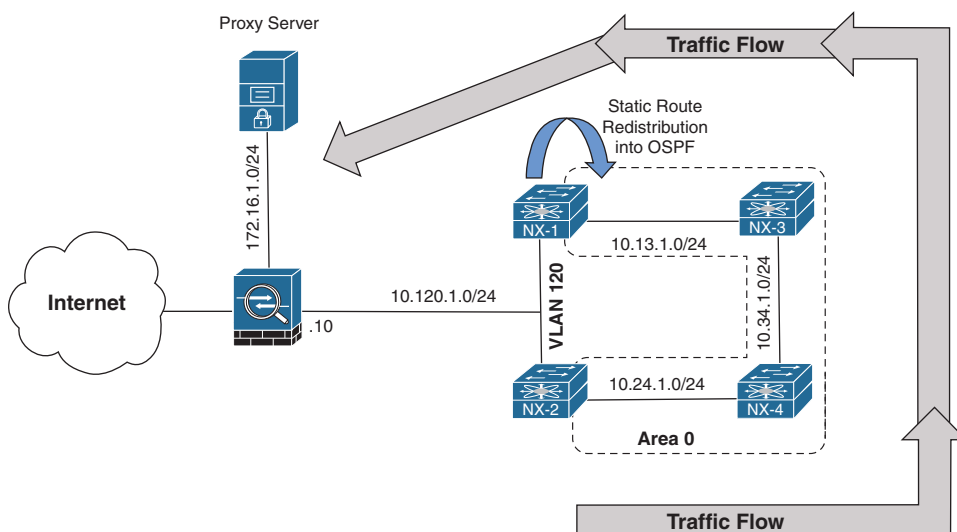 Proxy Server
Traffic Flow
Static Route
Redistribution
into OSPF
172.16.1.0/24
NX-1
NX-3
10.13.1.0/24
Internet
10.120.1.0/24
VLAN 120
10.34.1.0/24
.10
NX-2
10.24.1.0/24
NX-4
Area 0
Traffic Flow